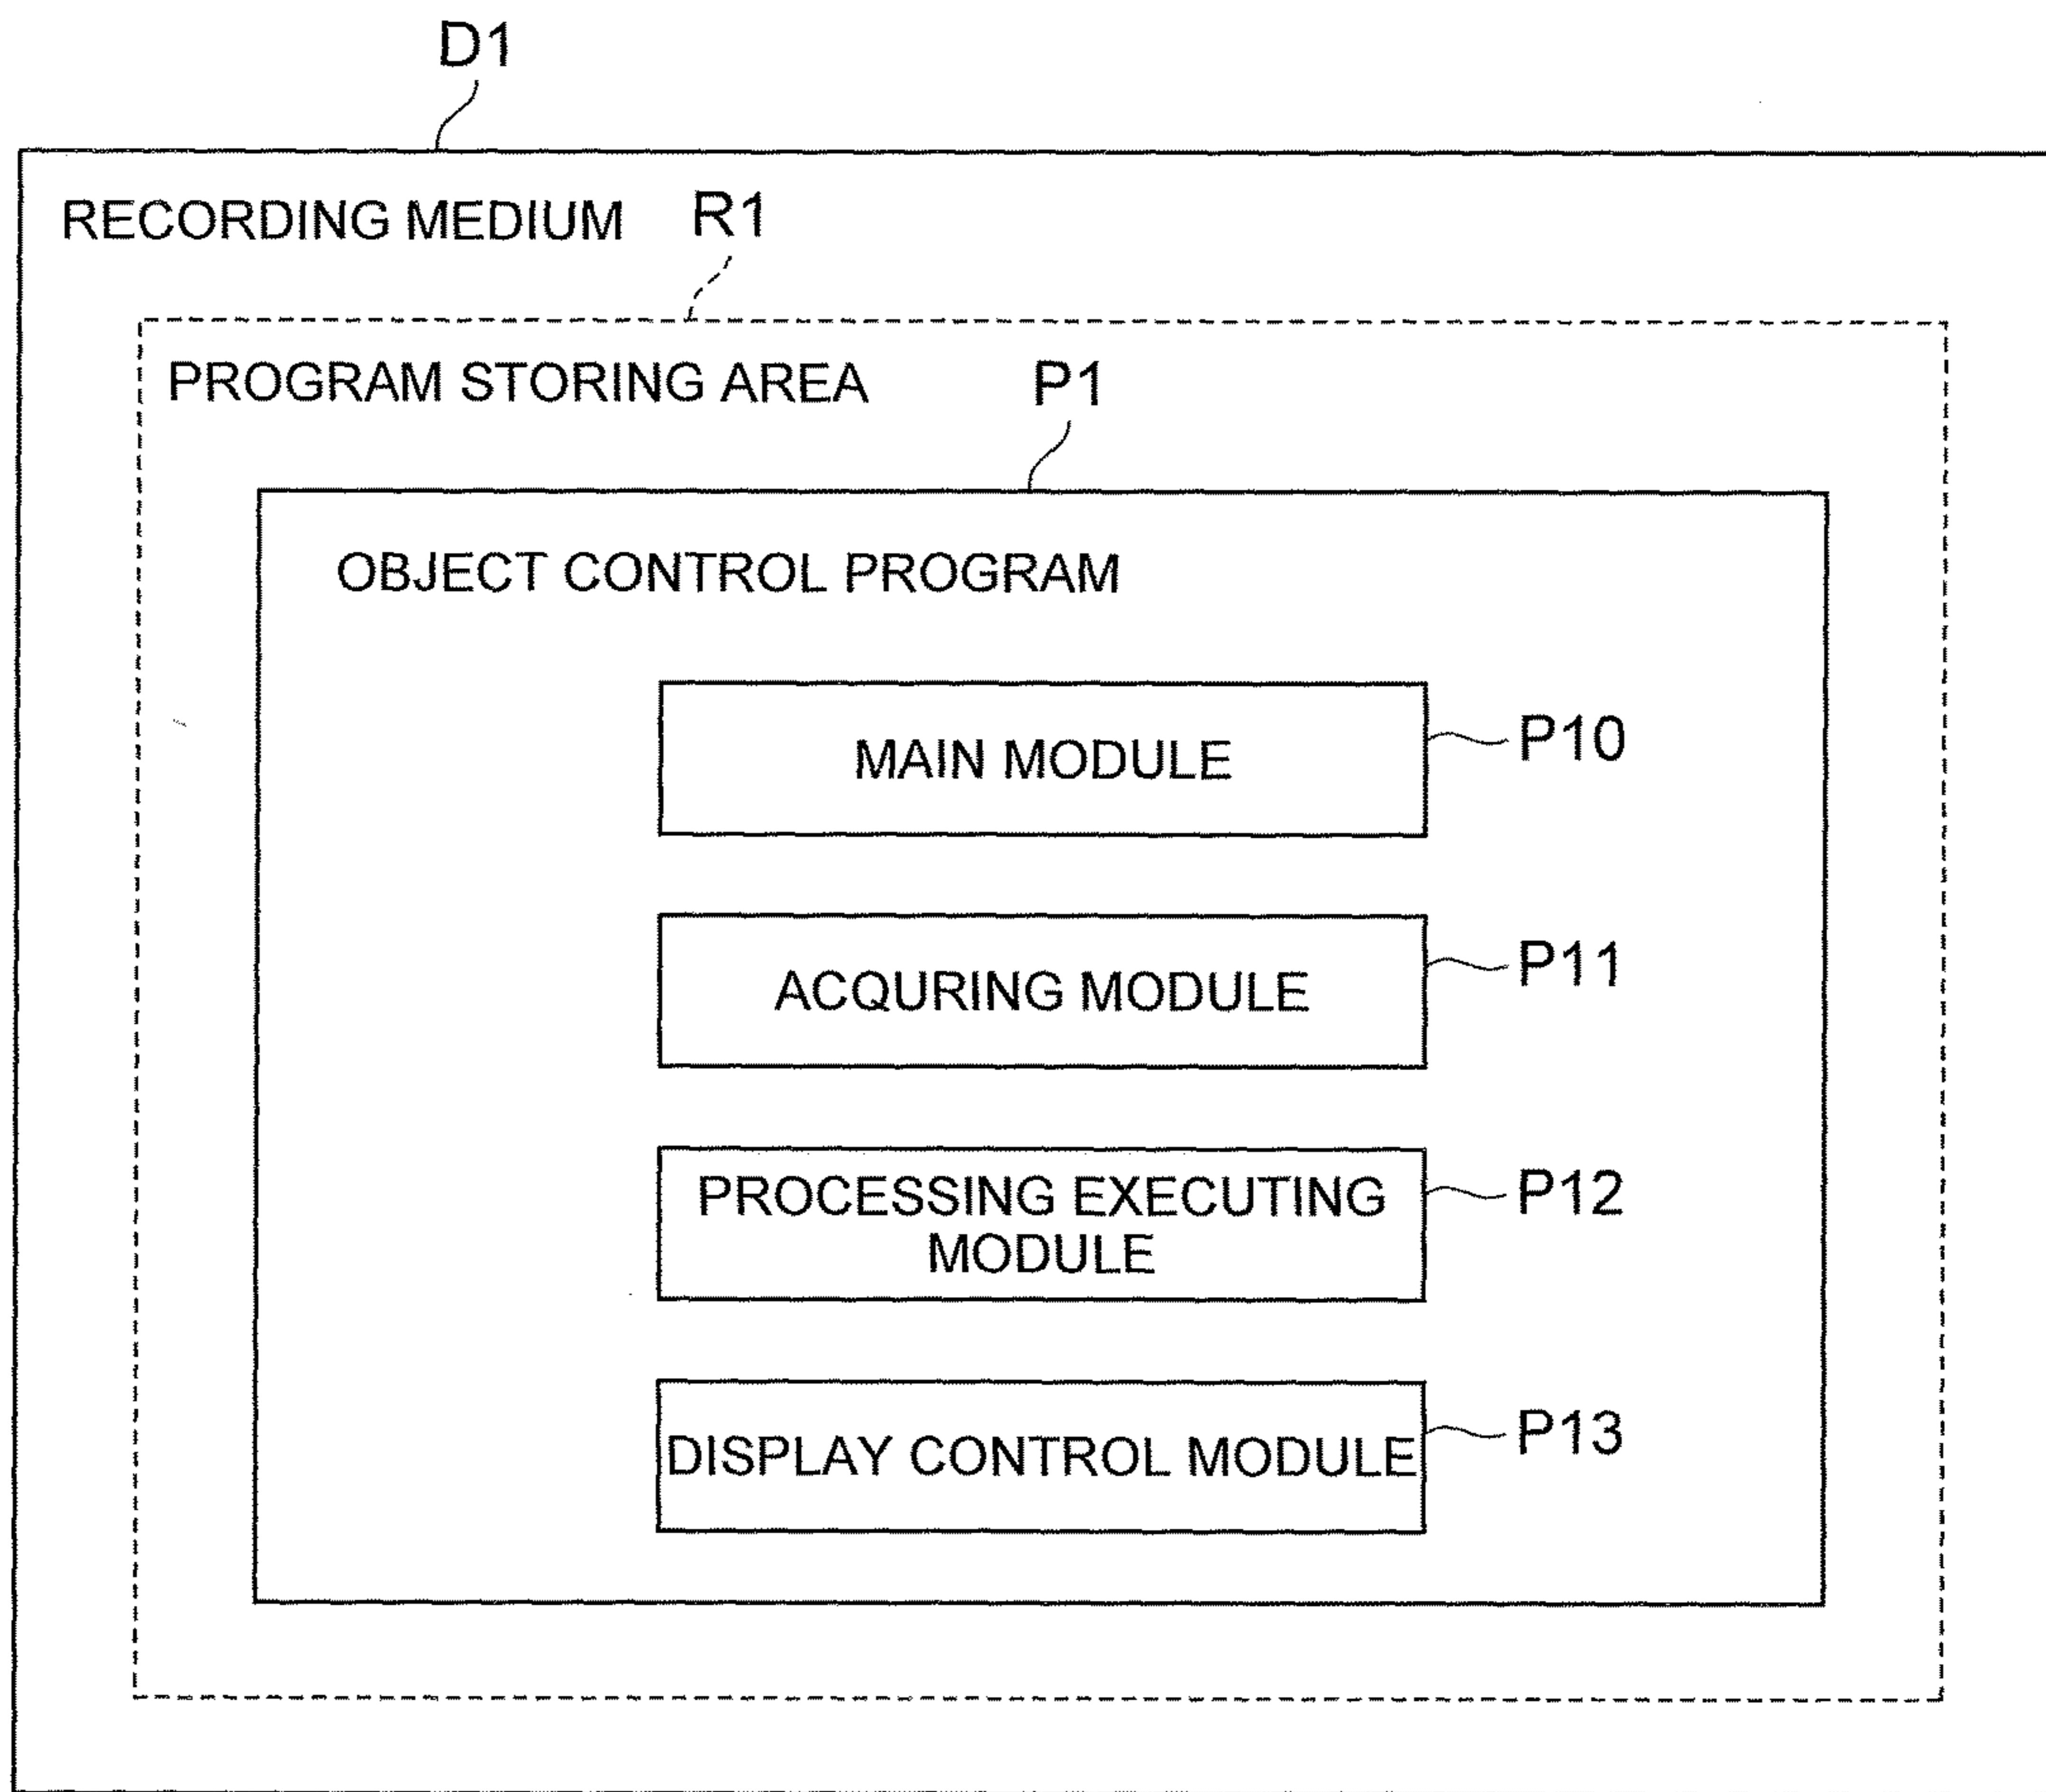 D1
RECORDING MEDIUM
R1
PROGRAM STORING AREA
P1
OBJECT CONTROL PROGRAM
MAIN MODULE
P10
ACQURING MODULE
P11
PROCESSING EXECUTING
MODULE
P12
DISPLAY CONTROL MODULE
P13